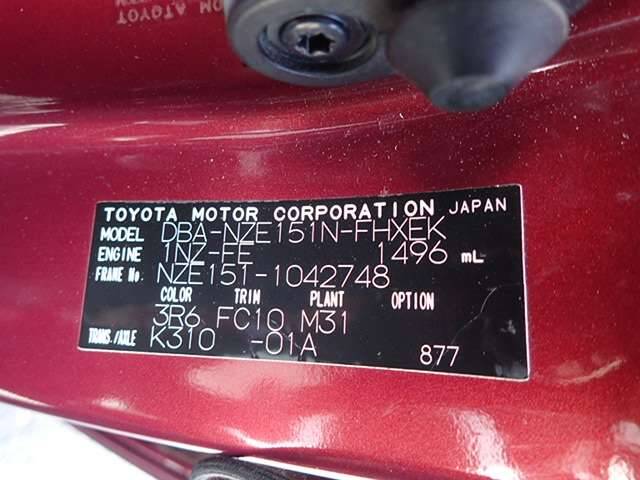 TOYOTA MOTOR CORPORATION JAPAN
MODEL DBA-NZE151N-FHXEK
ENGINE 1NZ-FE 1496 mL
FRAME No. NZE151-1042748
COLOR TRIM PLANT OPTION
3R6 FC10 M31
TRANS./AXLE K310 -01A
877